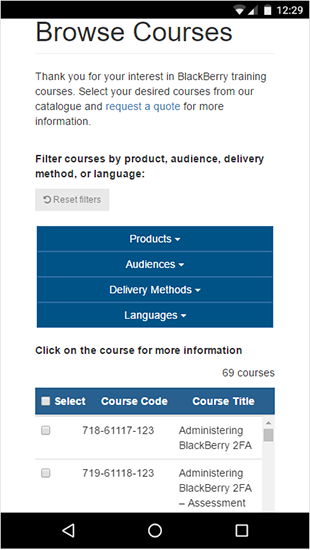 12:29
Browse Courses
Thank you for your interest in BlackBerry training
courses. Select your desired courses from our
catalogue and request a quote for more
information.
Filter courses by product, audience, delivery
method, or language:
Reset filters
Products
Audiences
Delivery Methods
Languages
Click on the course for more information
69 courses
Select Course Code Course Title
718-61117-123 Administering
BlackBerry 2FA
719-61118-123 Administering
BlackBerry 2FA
– Assessment